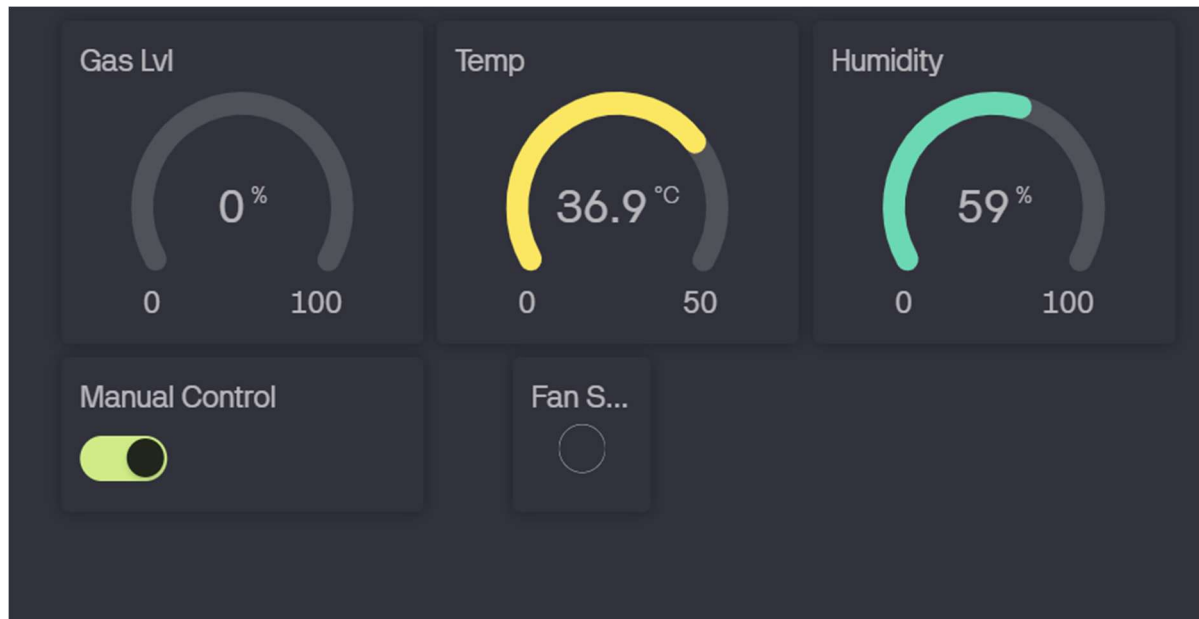 Gas Lvl
0 %
0 100
Temp
36.9 °C
0 50
Humidity
59 %
0 100
Manual Control
Fan S...